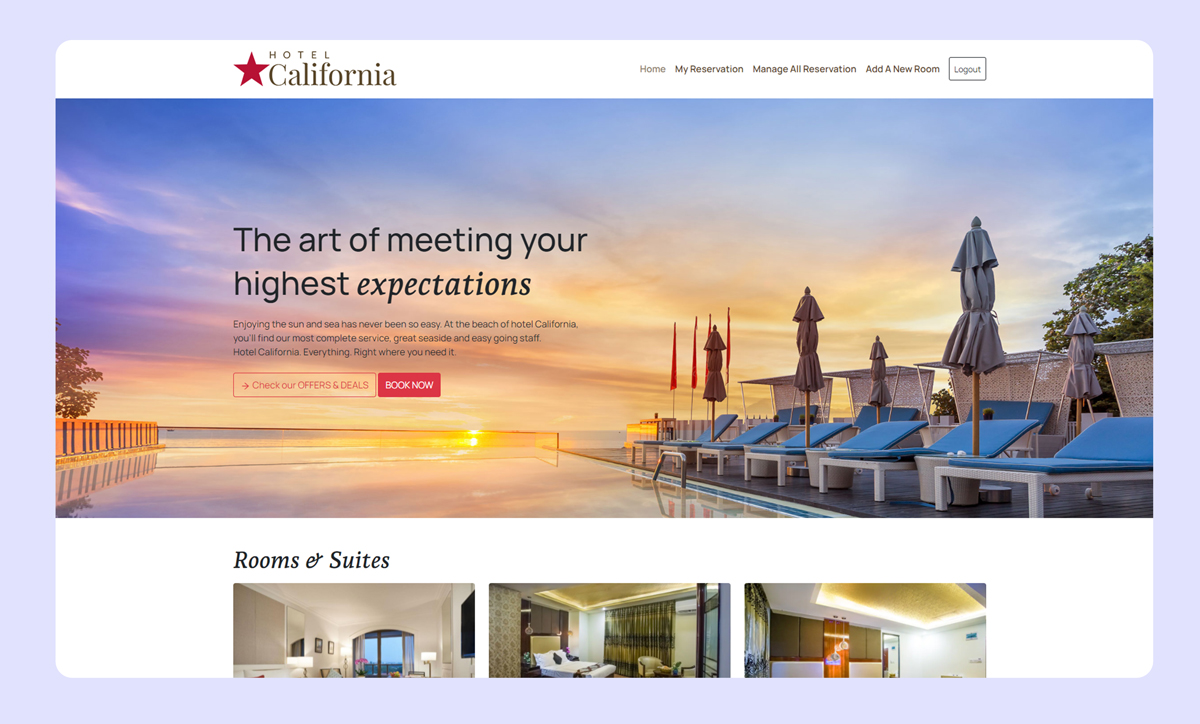 HOTEL
California
Home My Reservation Manage All Reservation Add A New Room Logout
The art of meeting your
highest expectations
Enjoying the sun and sea has never been so easy. At the beach of hotel California,
you'll find our most complete service, great seaside and easy going staff.
Hotel California. Everything. Right where you need it.
→ Check our OFFERS & DEALS BOOK NOW
Rooms & Suites